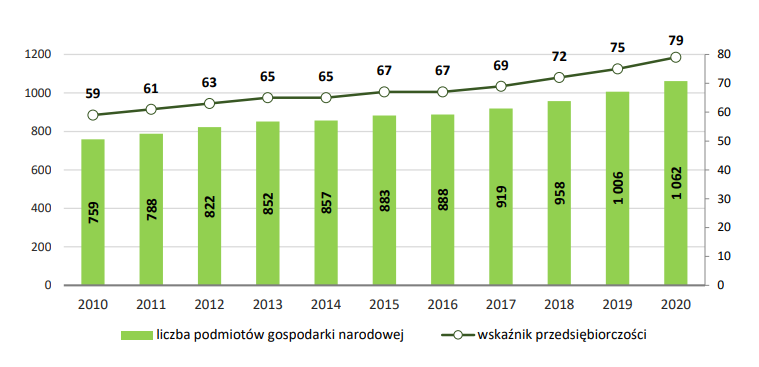 59 61 63 65 65 67 67 69 72 75 79
1200 80
1000 70
800 60
600 50
400 40
200 30
0 20
10
0
759 788 822 852 857 883 888 919 958 1 006 1 062
2010 2011 2012 2013 2014 2015 2016 2017 2018 2019 2020
liczba podmiotów gospodarki narodowej wskaźnik przedsiębiorczości